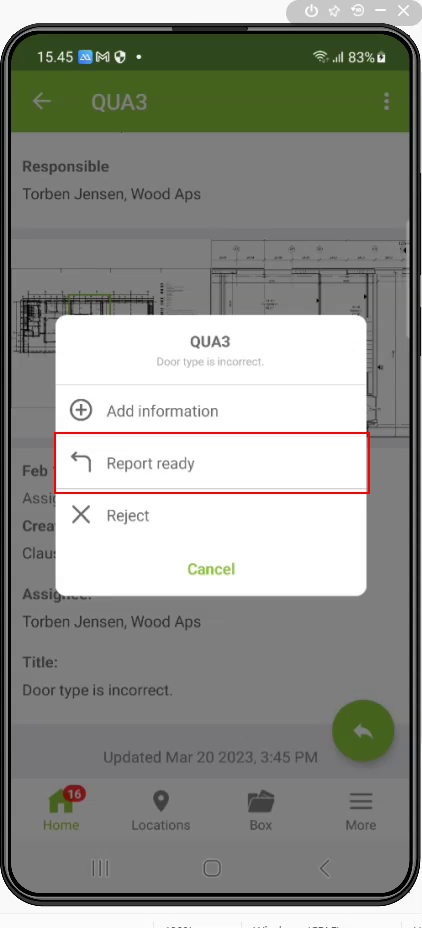 15.45
83%
QUA3
Responsible
Torben Jensen, Wood Aps
QUA3
Door type is incorrect.
Add information
Report ready
Reject
Cancel
Feb
Assig
Crea
Claus
Assignee:
Torben Jensen, Wood Aps
Title:
Door type is incorrect.
Updated Mar 20 2023, 3:45 PM
16
Home
Locations
Box
More